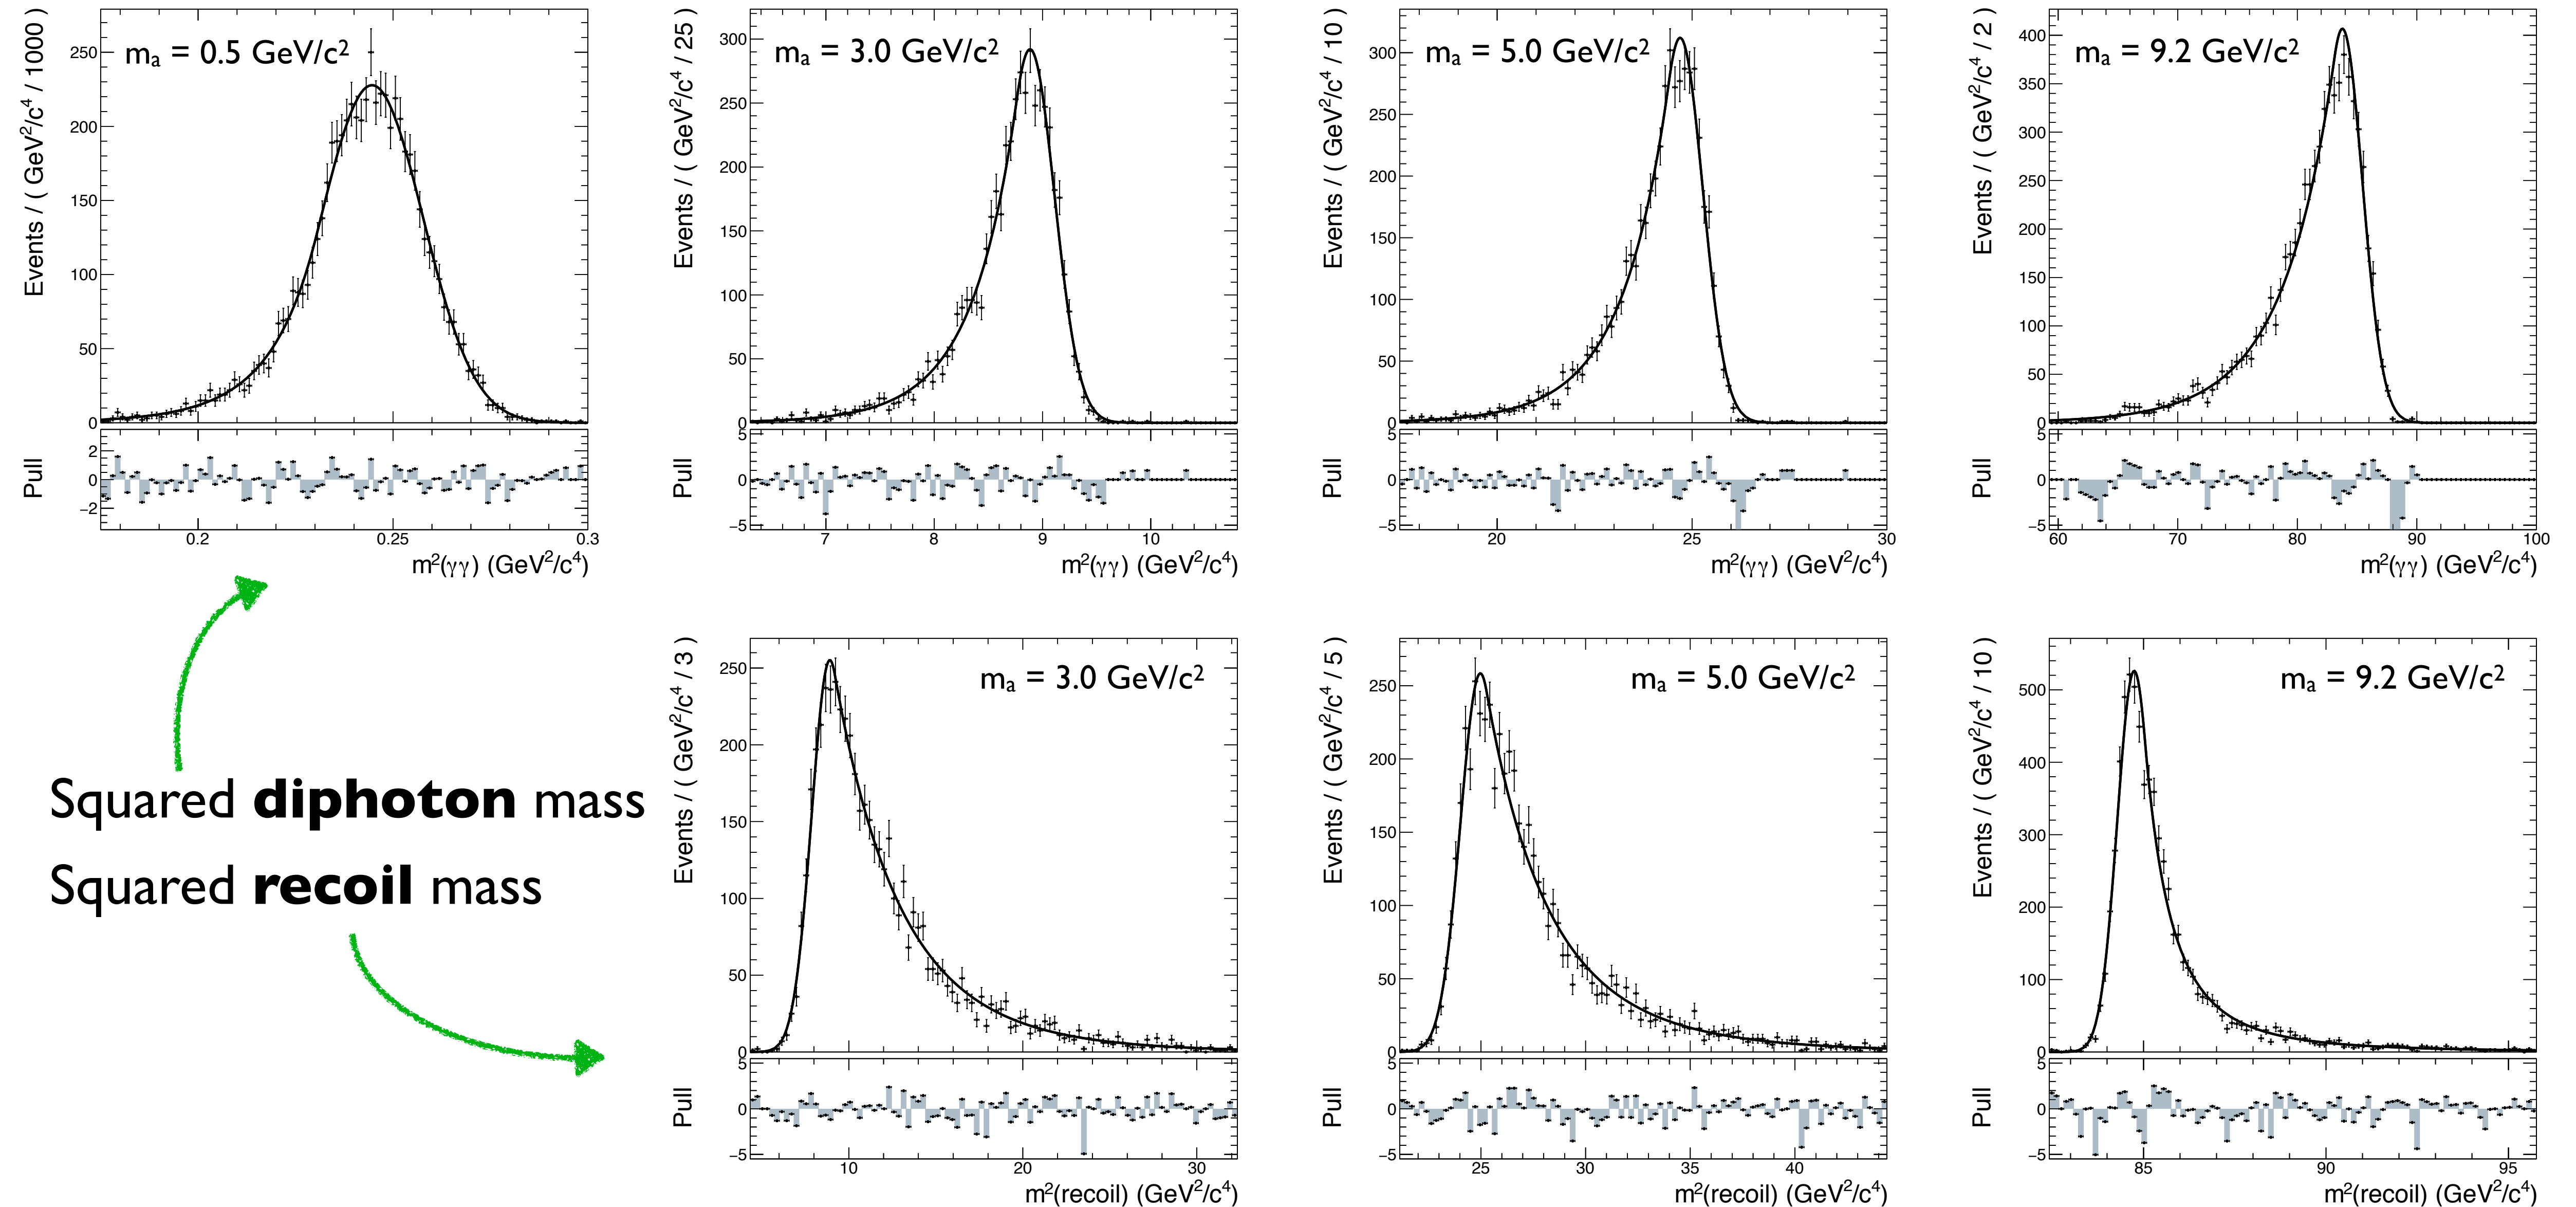 Events / ( GeV²/c⁴ / 1000 )
mₐ = 0.5 GeV/c²
250
200
150
100
50
0
Pull
2
0
−2
0.2 0.25 0.3
m²(γγ) (GeV²/c⁴)
Events / ( GeV²/c⁴ / 25 )
mₐ = 3.0 GeV/c²
300
250
200
150
100
50
0
Pull
5
0
−5
7 8 9 10
m²(γγ) (GeV²/c⁴)
Events / ( GeV²/c⁴ / 10 )
mₐ = 5.0 GeV/c²
300
250
200
150
100
50
0
Pull
5
0
−5
20 25 30
m²(γγ) (GeV²/c⁴)
Events / ( GeV²/c⁴ / 2 )
mₐ = 9.2 GeV/c²
400
350
300
250
200
150
100
50
0
Pull
5
0
−5
60 70 80 90 100
m²(γγ) (GeV²/c⁴)
Squared diphoton mass
Squared recoil mass
Events / ( GeV²/c⁴ / 3 )
mₐ = 3.0 GeV/c²
250
200
150
100
50
0
Pull
5
0
−5
10 20 30
m²(recoil) (GeV²/c⁴)
Events / ( GeV²/c⁴ / 5 )
mₐ = 5.0 GeV/c²
250
200
150
100
50
0
Pull
5
0
−5
25 30 35 40
m²(recoil) (GeV²/c⁴)
Events / ( GeV²/c⁴ / 10 )
mₐ = 9.2 GeV/c²
500
400
300
200
100
0
Pull
5
0
−5
85 90 95
m²(recoil) (GeV²/c⁴)